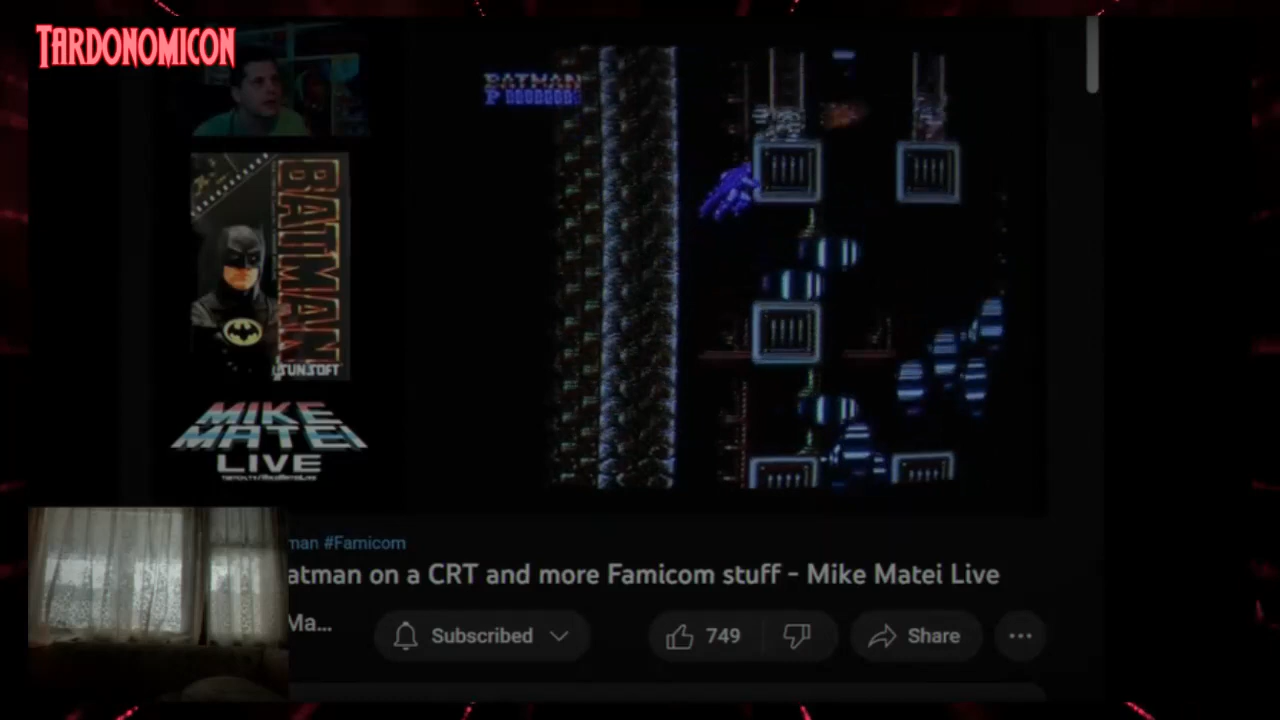 TARDONOMICON
BATMAN
P
BATMAN
SUNSOFT
MIKE
MATEI
LIVE
man #Famicom
atman on a CRT and more Famicom stuff - Mike Matei Live
Ma...
Subscribed
749
Share